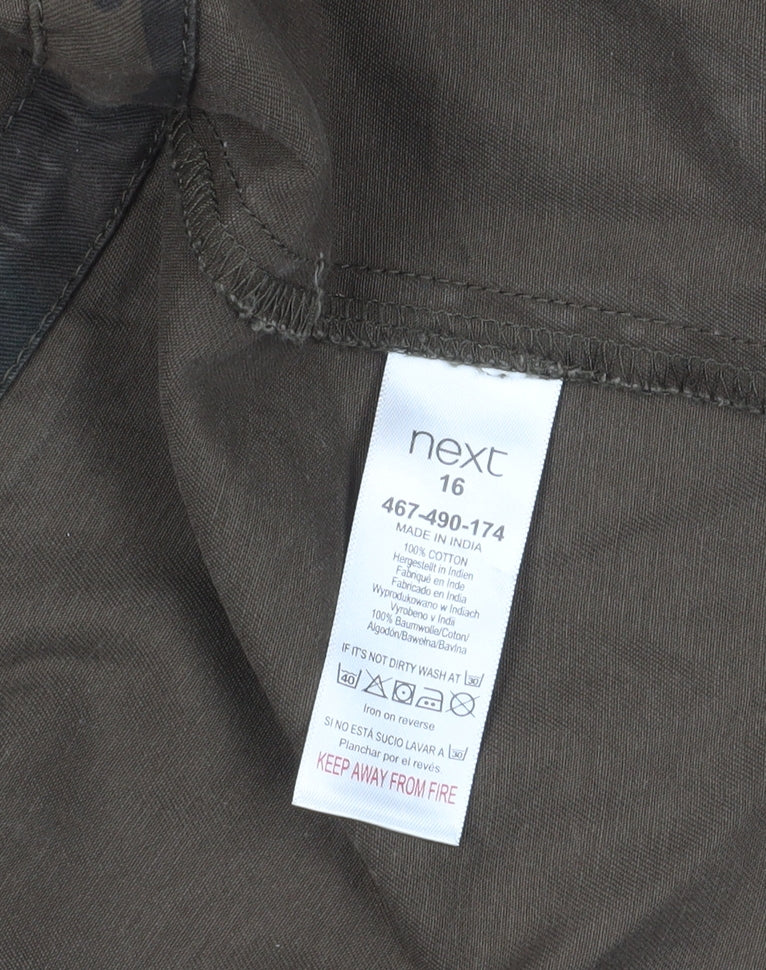 next
16
467-490-174
MADE IN INDIA
100% COTTON
Hergestellt in Indien
Fabriqué en Inde
Fabricado en India
Wyprodukowano w Indiach
Vyrobeno v Indii
100% Baumwolle/Coton/
Algodón/Bawełna/Bavlna
IF IT'S NOT DIRTY WASH AT 30
40
Iron on reverse
SI NO ESTÁ SUCIO LAVAR A 30
Planchar por el revés.
KEEP AWAY FROM FIRE